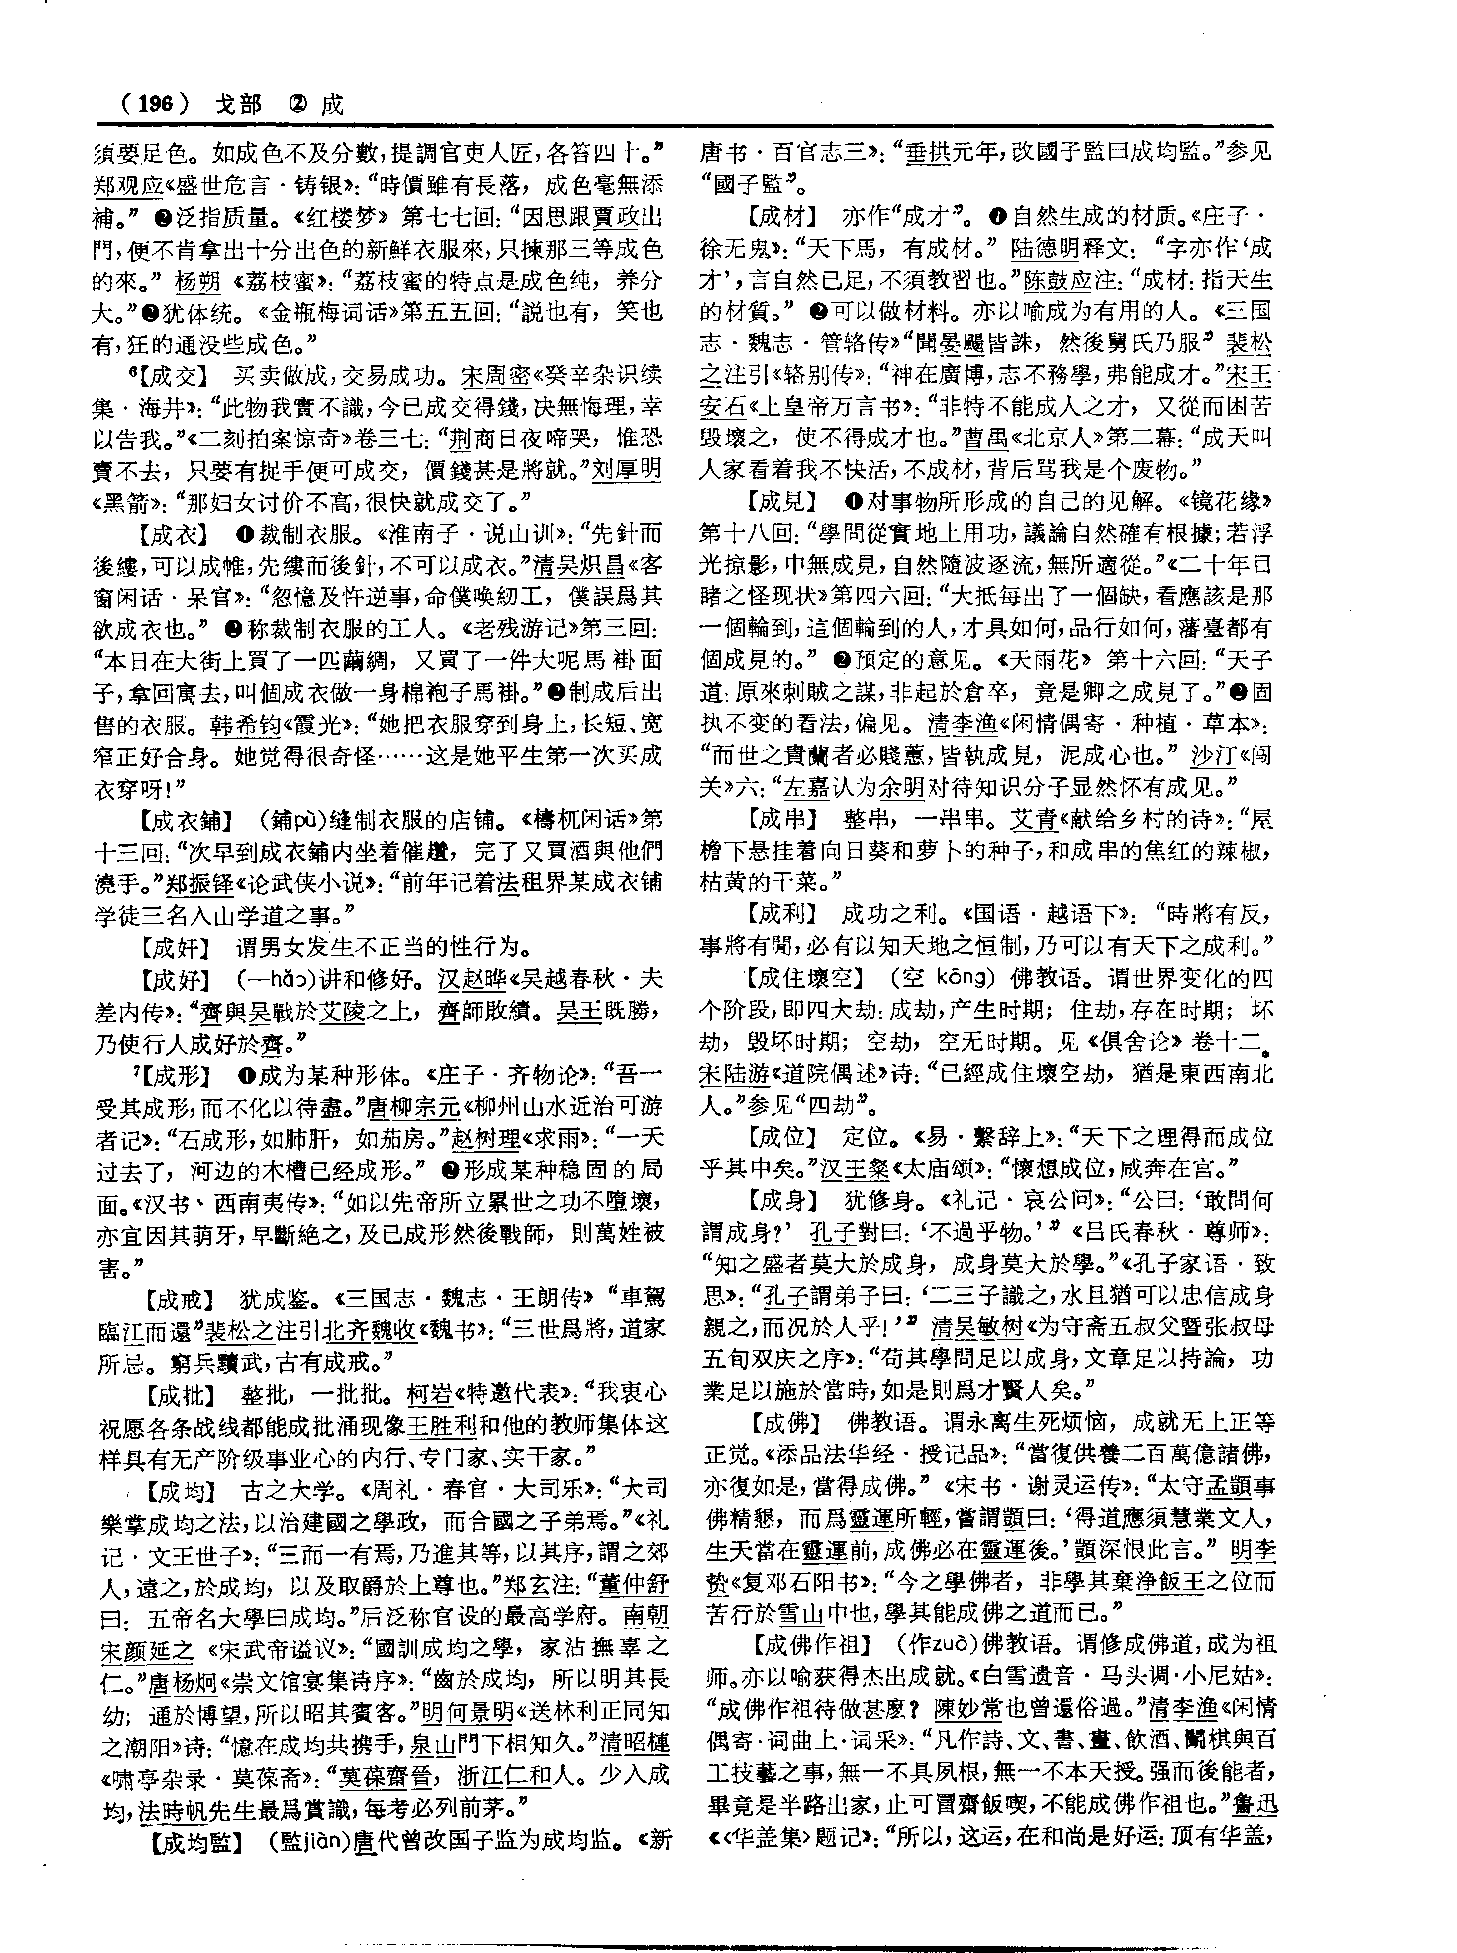 （196） 戈部 ② 成
須要足色。如成色不及分數，提調官吏人匠，各笞四十。”
郑观应《盛世危言·铸银》：“時價雖有長落，成色毫無添
補。” ❷泛指质量。《红楼梦》第七七回：“因思跟賈政出
門，便不肯拿出十分出色的新鮮衣服來，只揀那三等成色
的來。” 杨朔《荔枝蜜》：“荔枝蜜的特点是成色纯，养分
大。”❸犹体统。《金瓶梅词话》第五五回：“説也有，笑也
有，狂的通没些成色。”
⁶【成交】 买卖做成，交易成功。宋周密《癸辛杂识续
集·海井》：“此物我實不識，今已成交得錢，决無悔理，幸
以告我。”《二刻拍案惊奇》卷三七：“荆商日夜啼哭，惟恐
賣不去，只要有捉手便可成交，價錢甚是將就。”刘厚明
《黑箭》：“那妇女讨价不高，很快就成交了。”
【成衣】 ❶裁制衣服。《淮南子·说山训》：“先針而
後縷，可以成帷，先縷而後針，不可以成衣。”清吴炽昌《客
窗闲话·呆官》：“忽憶及忤逆事，命僕唤紉工，僕誤爲其
欲成衣也。” ❷称裁制衣服的工人。《老残游记》第三回：
“本日在大街上買了一匹繭綢，又買了一件大呢馬褂面
子，拿回寓去，叫個成衣做一身棉袍子馬褂。”❸制成后出
售的衣服。韩希钧《霞光》：“她把衣服穿到身上，长短、宽
窄正好合身。她觉得很奇怪……这是她平生第一次买成
衣穿呀！”
【成衣鋪】 （鋪pù）缝制衣服的店铺。《檮杌闲话》第
十三回：“次早到成衣鋪内坐着催趲，完了又買酒與他們
澆手。”郑振铎《论武侠小说》：“前年记着法租界某成衣铺
学徒三名入山学道之事。”
【成奸】 谓男女发生不正当的性行为。
【成好】 （—hǎo）讲和修好。汉赵晔《吴越春秋·夫
差内传》：“齊與吴戰於艾陵之上，齊師敗績。吴王既勝，
乃使行人成好於齊。”
⁷【成形】 ❶成为某种形体。《庄子·齐物论》：“吾一
受其成形，而不化以待盡。”唐柳宗元《柳州山水近治可游
者记》：“石成形，如肺肝，如茄房。”赵树理《求雨》：“一天
过去了，河边的木槽已经成形。” ❷形成某种稳固的局
面。《汉书·西南夷传》：“如以先帝所立累世之功不墮壞，
亦宜因其萌牙，早斷絶之，及已成形然後戰師，則萬姓被
害。”
【成戒】 犹成鉴。《三国志·魏志·王朗传》“車駕
臨江而還”裴松之注引北齐魏收《魏书》：“三世爲將，道家
所忌。窮兵黷武，古有成戒。”
【成批】 整批，一批批。柯岩《特邀代表》：“我衷心
祝愿各条战线都能成批涌现像王胜利和他的教师集体这
样具有无产阶级事业心的内行、专门家、实干家。”
【成均】 古之大学。《周礼·春官·大司乐》：“大司
樂掌成均之法，以治建國之學政，而合國之子弟焉。”《礼
记·文王世子》：“三而一有焉，乃進其等，以其序，謂之郊
人，遠之，於成均，以及取爵於上尊也。”郑玄注：“董仲舒
曰：五帝名大學曰成均。”后泛称官设的最高学府。南朝
宋颜延之《宋武帝谥议》：“國訓成均之學，家沾撫辜之
仁。”唐杨炯《崇文馆宴集诗序》：“齒於成均，所以明其長
幼；通於博望，所以昭其賓客。”明何景明《送林利正同知
之潮阳》诗：“憶在成均共携手，泉山門下相知久。”清昭槤
《啸亭杂录·莫葆斋》：“莫葆齋晉，浙江仁和人。少入成
均，法時帆先生最爲賞識，每考必列前茅。”
【成均監】 （監jiàn）唐代曾改国子监为成均监。《新
唐书·百官志三》：“垂拱元年，改國子監曰成均監。”参见
“國子監”。
【成材】 亦作“成才”。❶自然生成的材质。《庄子·
徐无鬼》：“天下馬，有成材。” 陆德明释文：“字亦作‘成
才’，言自然已足，不須教習也。”陈鼓应注：“成材：指天生
的材質。” ❷可以做材料。亦以喻成为有用的人。《三国
志·魏志·管辂传》“聞晏颺皆誅，然後舅氏乃服” 裴松
之注引《辂别传》：“神在廣博，志不務學，弗能成才。”宋王
安石《上皇帝万言书》：“非特不能成人之才，又從而困苦
毁壞之，使不得成才也。”曹禺《北京人》第二幕：“成天叫
人家看着我不快活，不成材，背后骂我是个废物。”
【成見】 ❶对事物所形成的自己的见解。《镜花缘》
第十八回：“學問從實地上用功，議論自然確有根據；若浮
光掠影，中無成見，自然隨波逐流，無所適從。”《二十年目
睹之怪现状》第四六回：“大抵每出了一個缺，看應該是那
一個輪到，這個輪到的人，才具如何，品行如何，藩臺都有
個成見的。” ❷预定的意见。《天雨花》第十六回：“天子
道：原來刺賊之謀，非起於倉卒，竟是卿之成見了。”❸固
执不变的看法，偏见。清李渔《闲情偶寄·种植·草本》：
“而世之貴蘭者必賤蕙，皆執成見，泥成心也。” 沙汀《闯
关》六：“左嘉认为余明对待知识分子显然怀有成见。”
【成串】 整串，一串串。艾青《献给乡村的诗》：“屋
檐下悬挂着向日葵和萝卜的种子，和成串的焦红的辣椒，
枯黄的干菜。”
【成利】 成功之利。《国语·越语下》：“時將有反，
事將有閒，必有以知天地之恒制，乃可以有天下之成利。”
【成住壞空】 （空 kōng）佛教语。谓世界变化的四
个阶段，即四大劫：成劫，产生时期；住劫，存在时期；坏
劫，毁坏时期；空劫，空无时期。见《俱舍论》卷十二。
宋陆游《道院偶述》诗：“已經成住壞空劫，猶是東西南北
人。”参见“四劫”。
【成位】 定位。《易·繫辞上》：“天下之理得而成位
乎其中矣。”汉王粲《太庙颂》：“懷想成位，咸奔在宫。”
【成身】 犹修身。《礼记·哀公问》：“公曰：‘敢問何
謂成身？’ 孔子對曰：‘不過乎物。’” 《吕氏春秋·尊师》：
“知之盛者莫大於成身，成身莫大於學。”《孔子家语·致
思》：“孔子謂弟子曰：‘二三子識之，水且猶可以忠信成身
親之，而况於人乎！’” 清吴敏树《为守斋五叔父暨张叔母
五旬双庆之序》：“苟其學問足以成身，文章足以持論，功
業足以施於當時，如是則爲才賢人矣。”
【成佛】 佛教语。谓永离生死烦恼，成就无上正等
正觉。《添品法华经·授记品》：“當復供養二百萬億諸佛，
亦復如是，當得成佛。” 《宋书·谢灵运传》：“太守孟顗事
佛精懇，而爲靈運所輕，嘗謂顗曰：‘得道應須慧業文人，
生天當在靈運前，成佛必在靈運後。’顗深恨此言。” 明李
贽《复邓石阳书》：“今之學佛者，非學其棄浄飯王之位而
苦行於雪山中也，學其能成佛之道而已。”
【成佛作祖】 （作zuò）佛教语。谓修成佛道，成为祖
师。亦以喻获得杰出成就。《白雪遗音·马头调·小尼姑》：
“成佛作祖待做甚麽？陳妙常也曾還俗過。”清李渔《闲情
偶寄·词曲上·词采》：“凡作詩、文、書、畫、飲酒、鬭棋與百
工技藝之事，無一不具夙根，無一不本天授。强而後能者，
畢竟是半路出家，止可冒齋飯喫，不能成佛作祖也。”鲁迅
《〈华盖集〉题记》：“所以，这运，在和尚是好运：顶有华盖，